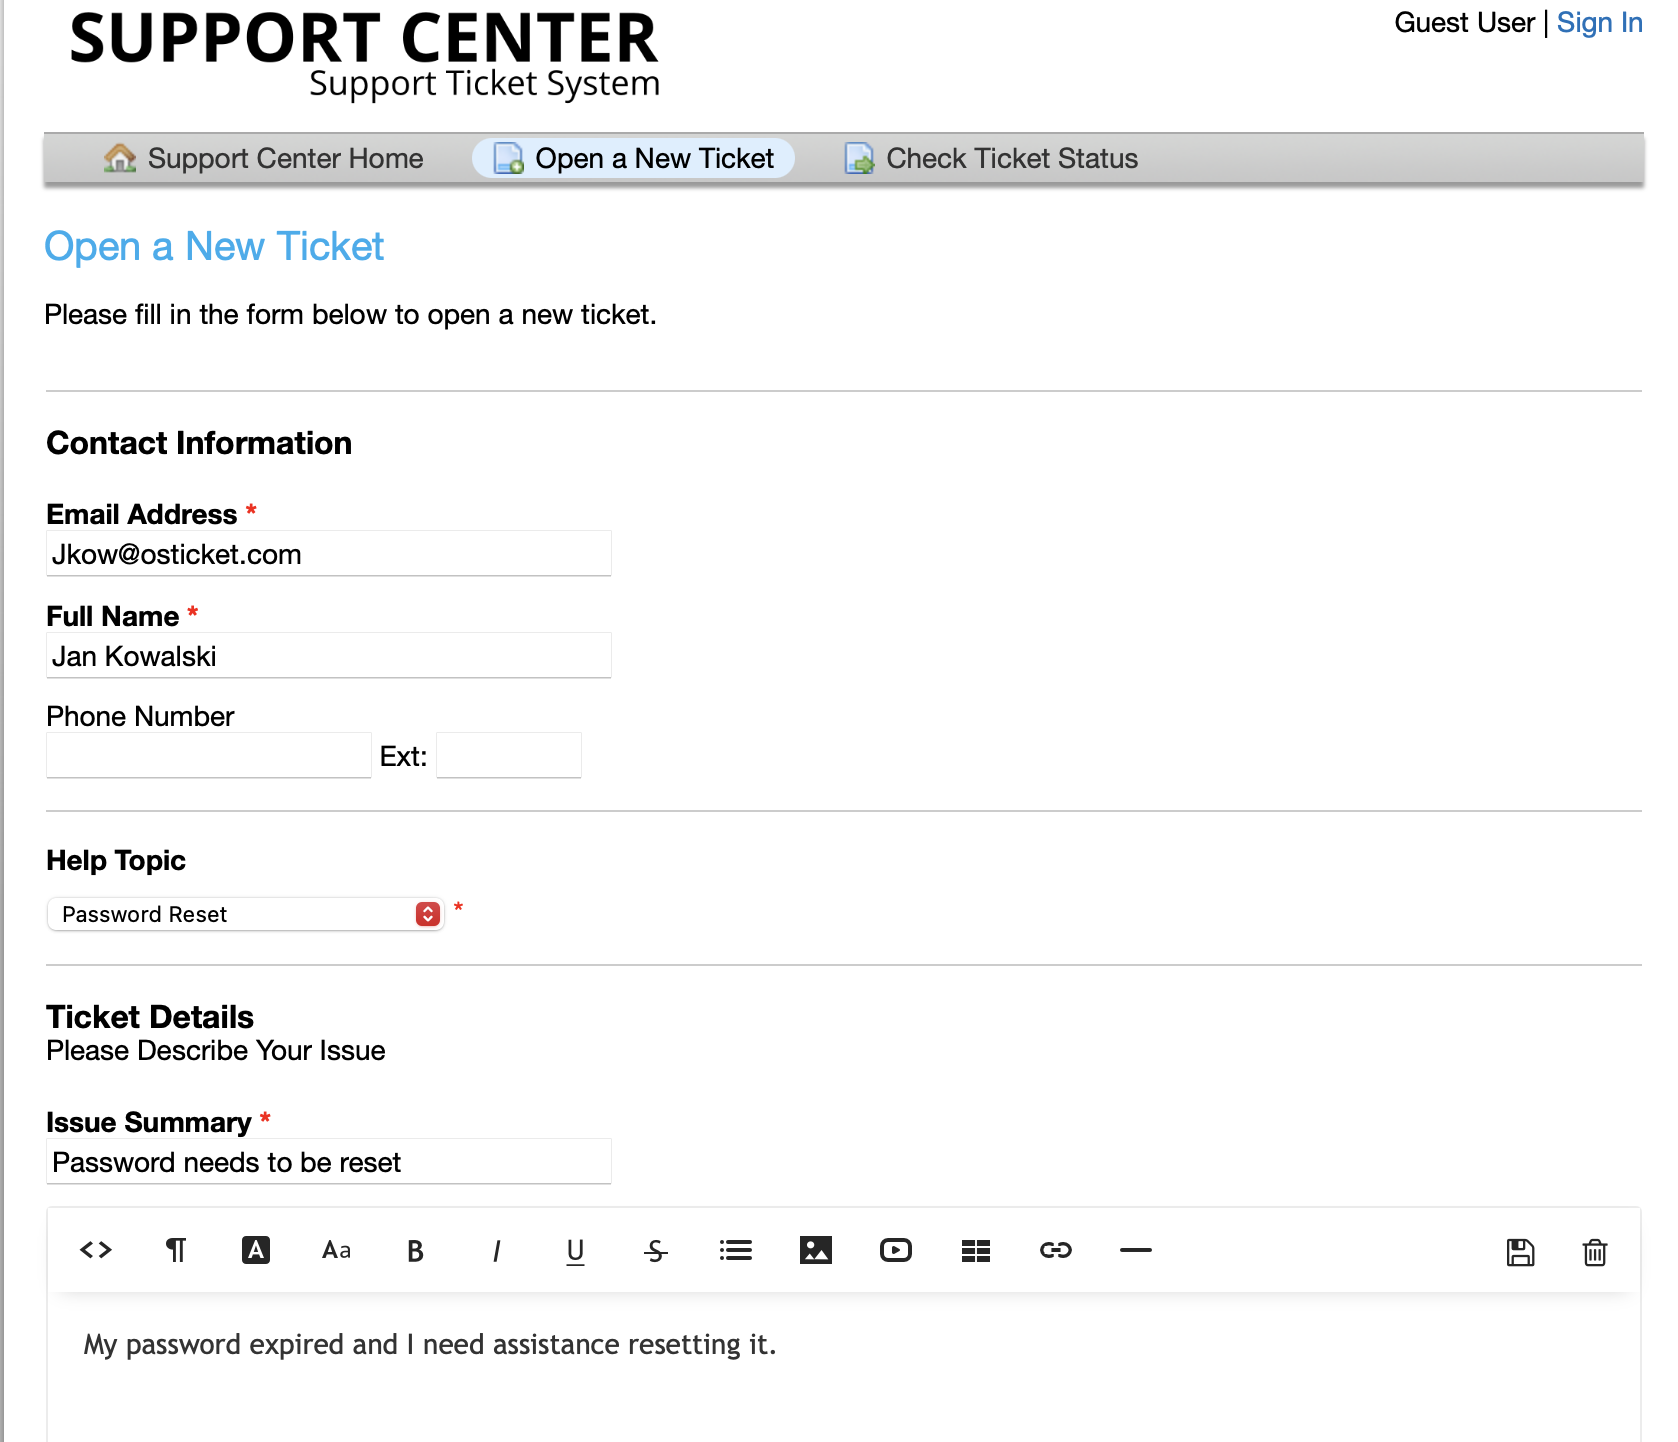 SUPPORT CENTER
Support Ticket System
Guest User | Sign In
Support Center Home Open a New Ticket Check Ticket Status
Open a New Ticket
Please fill in the form below to open a new ticket.
Contact Information
Email Address *
Jkow@osticket.com
Full Name *
Jan Kowalski
Phone Number
Ext:
Help Topic
Password Reset *
Ticket Details
Please Describe Your Issue
Issue Summary *
Password needs to be reset
<> ¶ A Aa B I U S
My password expired and I need assistance resetting it.